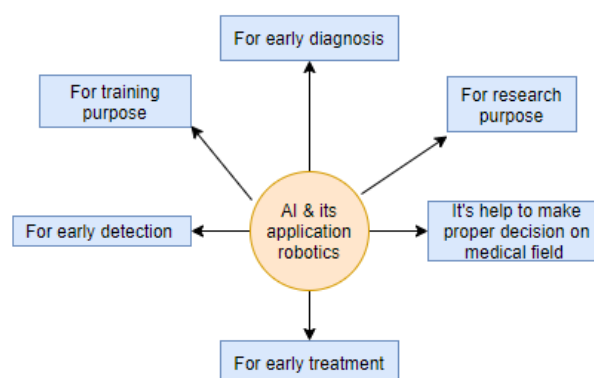 For early diagnosis
For training
purpose
For research
purpose
AI & its
application
robotics
For early detection
It's help to make
proper decision on
medical field
For early treatment